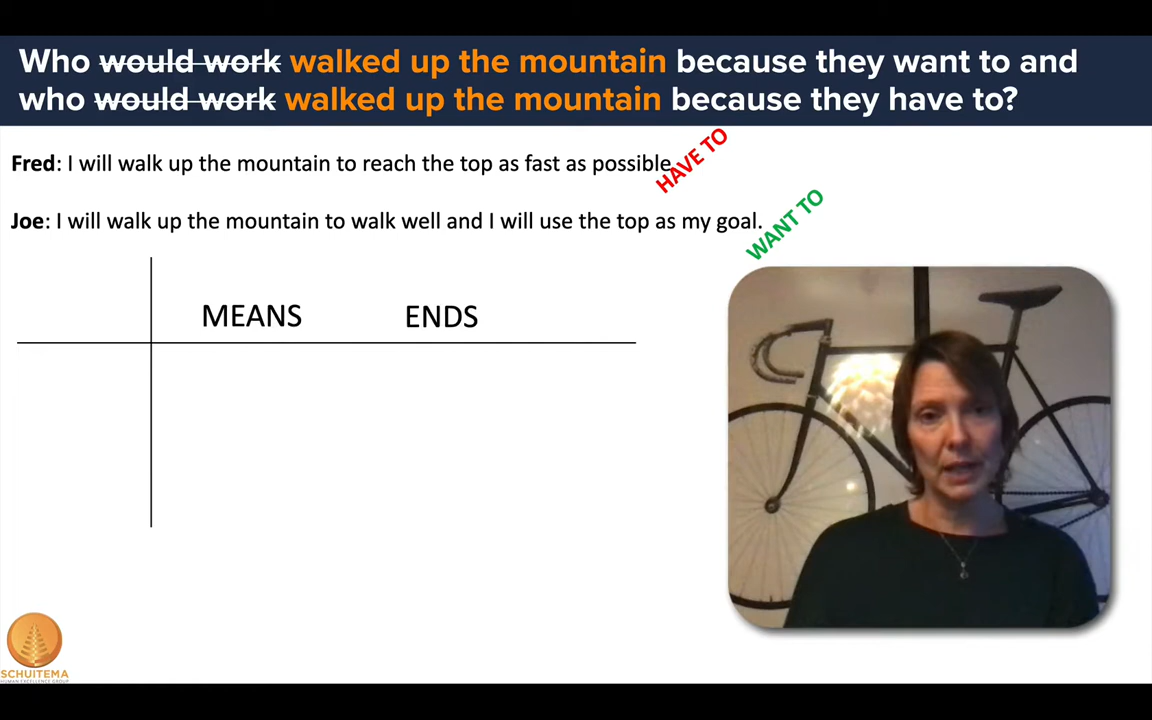 Who would work walked up the mountain because they want to and
who would work walked up the mountain because they have to?
Fred: I will walk up the mountain to reach the top as fast as possible.
HAVE TO
Joe: I will walk up the mountain to walk well and I will use the top as my goal.
WANT TO
MEANS ENDS
SCHUITEMA
HUMAN EXCELLENCE GROUP